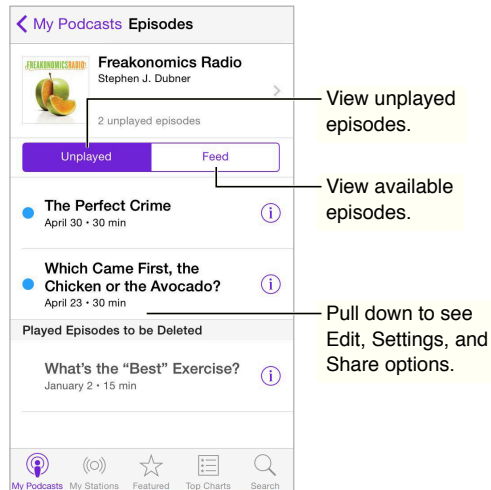 My Podcasts Episodes
FREAKONOMICSRADIO
Freakonomics Radio
Stephen J. Dubner
2 unplayed episodes
View unplayed
episodes.
Unplayed
Feed
View available
episodes.
The Perfect Crime
April 30 • 30 min
Which Came First, the
Chicken or the Avocado?
April 23 • 30 min
Pull down to see
Edit, Settings, and
Share options.
Played Episodes to be Deleted
What's the “Best” Exercise?
January 2 • 15 min
My Podcasts My Stations Featured Top Charts Search